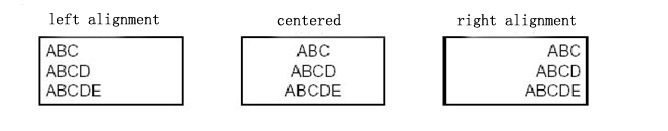 left alignment
centered
right alignment
ABC
ABCD
ABCDE
ABC
ABCD
ABCDE
ABC
ABCD
ABCDE